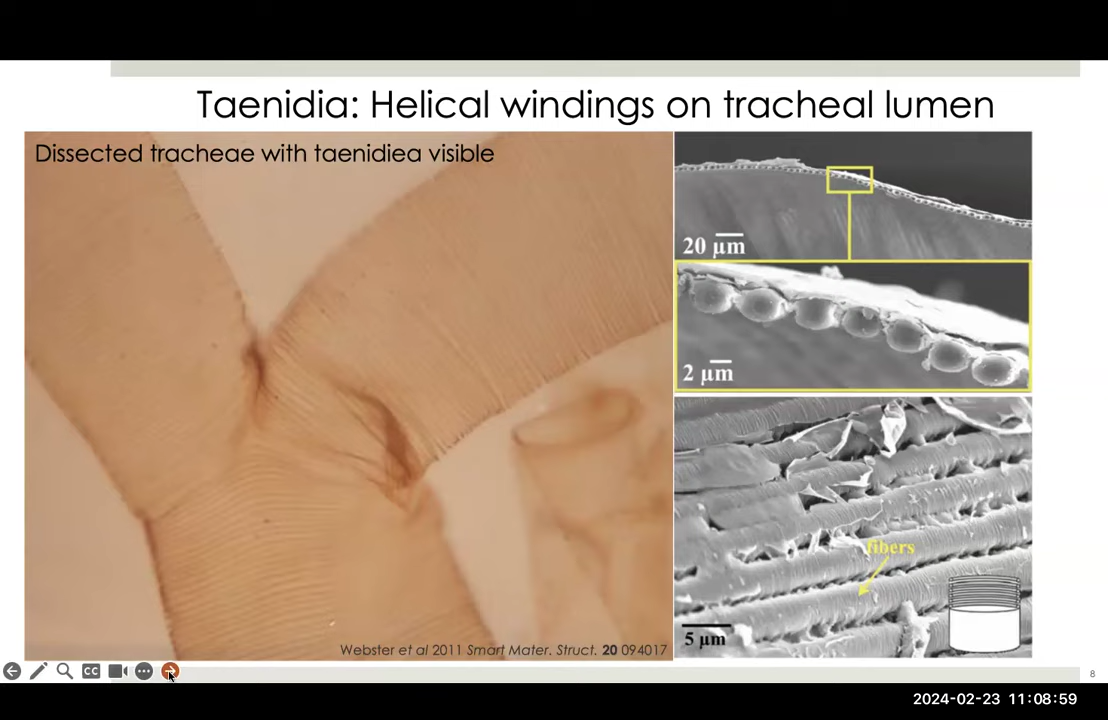 Taenidia: Helical windings on tracheal lumen
Dissected tracheae with taenidiea visible
20 µm
2 µm
fibers
5 µm
Webster et al 2011 Smart Mater. Struct. 20 094017
CC
8
2024-02-23 11:08:59